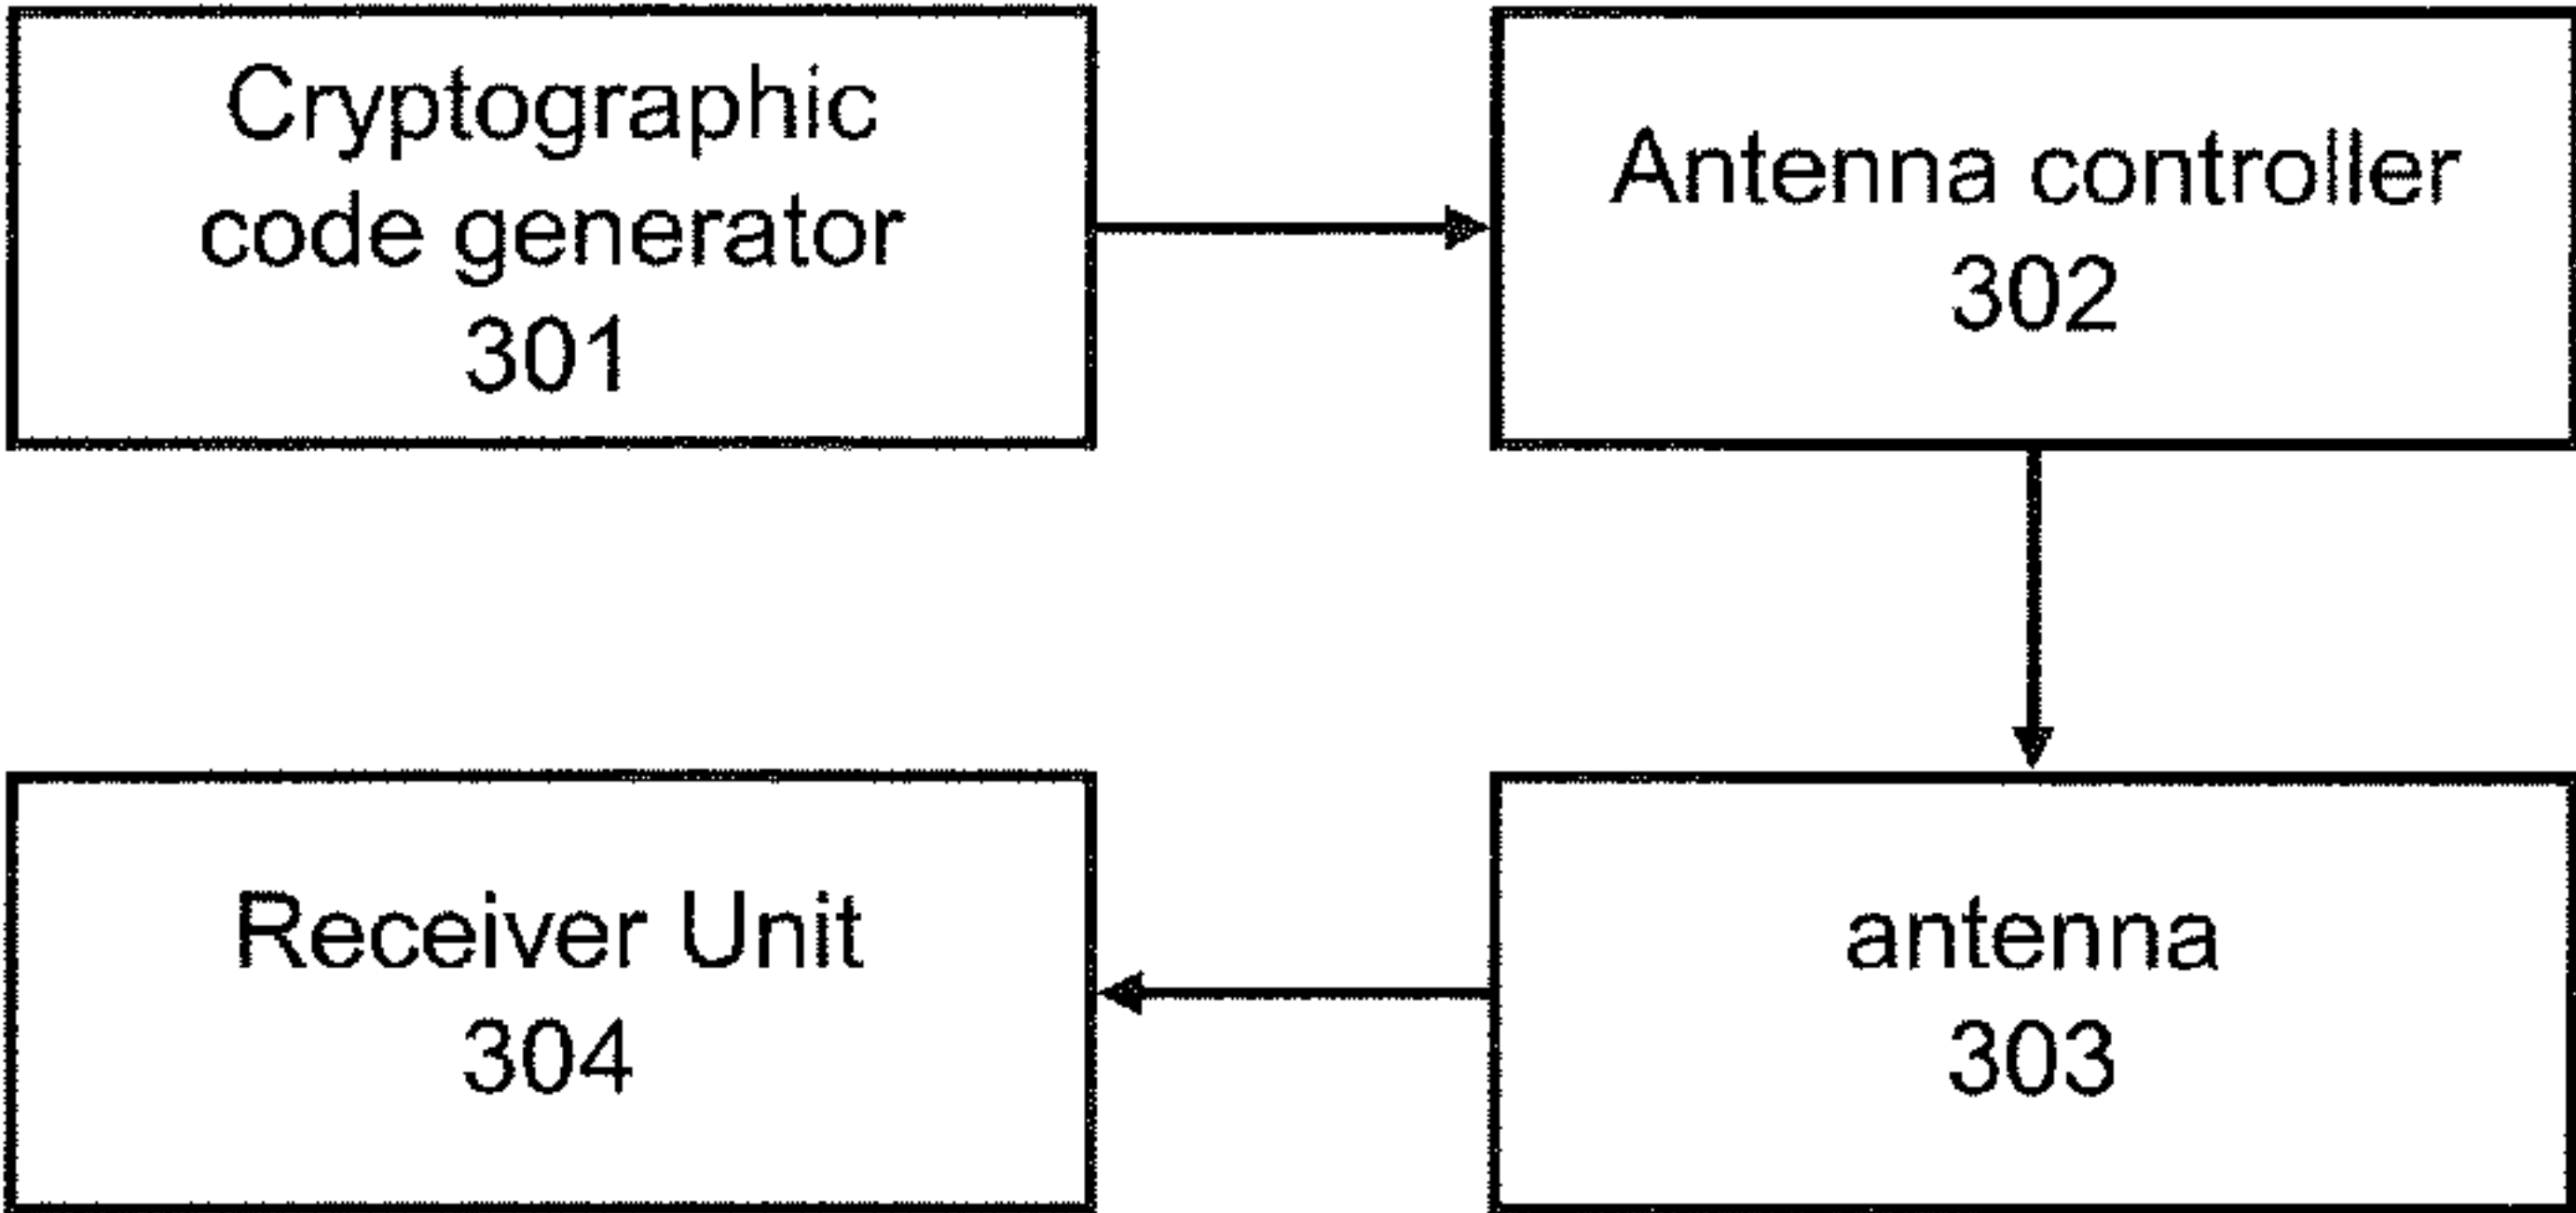 Cryptographic
code generator
301
Antenna controller
302
Receiver Unit
304
antenna
303